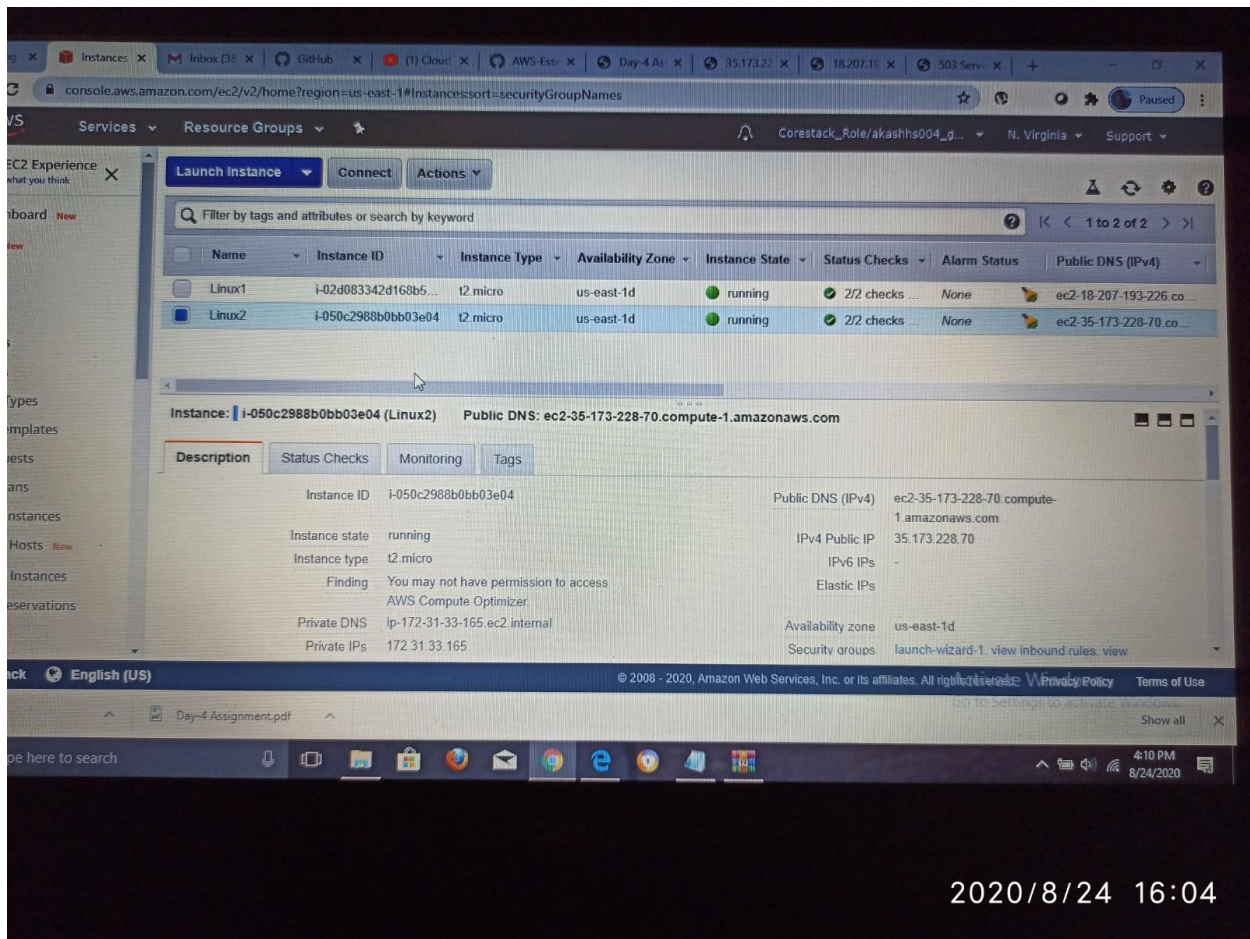 Instances
Inbox (38
GitHub
(1) Cloud
AWS-Esse
Day-4 As
35.173.22
18.207.19
503 Servi
console.aws.amazon.com/ec2/v2/home?region=us-east-1#Instances:sort=securityGroupNames
Paused
Services
Resource Groups
Corestack_Role/akashhs004_g...
N. Virginia
Support
EC2 Experience
what you think
New
Launch Instance
Connect
Actions
Filter by tags and attributes or search by keyword
1 to 2 of 2
Name
Instance ID
Instance Type
Availability Zone
Instance State
Status Checks
Alarm Status
Public DNS (IPv4)
Linux1
i-02d083342d168b5...
t2.micro
us-east-1d
running
2/2 checks ...
None
ec2-18-207-193-226.co...
Linux2
i-050c2988b0bb03e04
t2.micro
us-east-1d
running
2/2 checks ...
None
ec2-35-173-228-70.co...
Instance: i-050c2988b0bb03e04 (Linux2)
Public DNS: ec2-35-173-228-70.compute-1.amazonaws.com
Description
Status Checks
Monitoring
Tags
Instance ID
i-050c2988b0bb03e04
Instance state
running
Instance type
t2.micro
Finding
You may not have permission to access
AWS Compute Optimizer.
Private DNS
ip-172-31-33-165.ec2.internal
Private IPs
172.31.33.165
Public DNS (IPv4)
ec2-35-173-228-70.compute-
1.amazonaws.com
IPv4 Public IP
35.173.228.70
IPv6 IPs
-
Elastic IPs
Availability zone
us-east-1d
Security groups
launch-wizard-1. view inbound rules. view
ypes
emplates
ests
ans
nstances
Hosts New
Instances
eservations
ack
English (US)
© 2008 - 2020, Amazon Web Services, Inc. or its affiliates. All rights reserved.
Privacy Policy
Terms of Use
Go to Settings to activate Windows.
Day-4 Assignment.pdf
Show all
pe here to search
4:10 PM
8/24/2020
2020/8/24 16:04